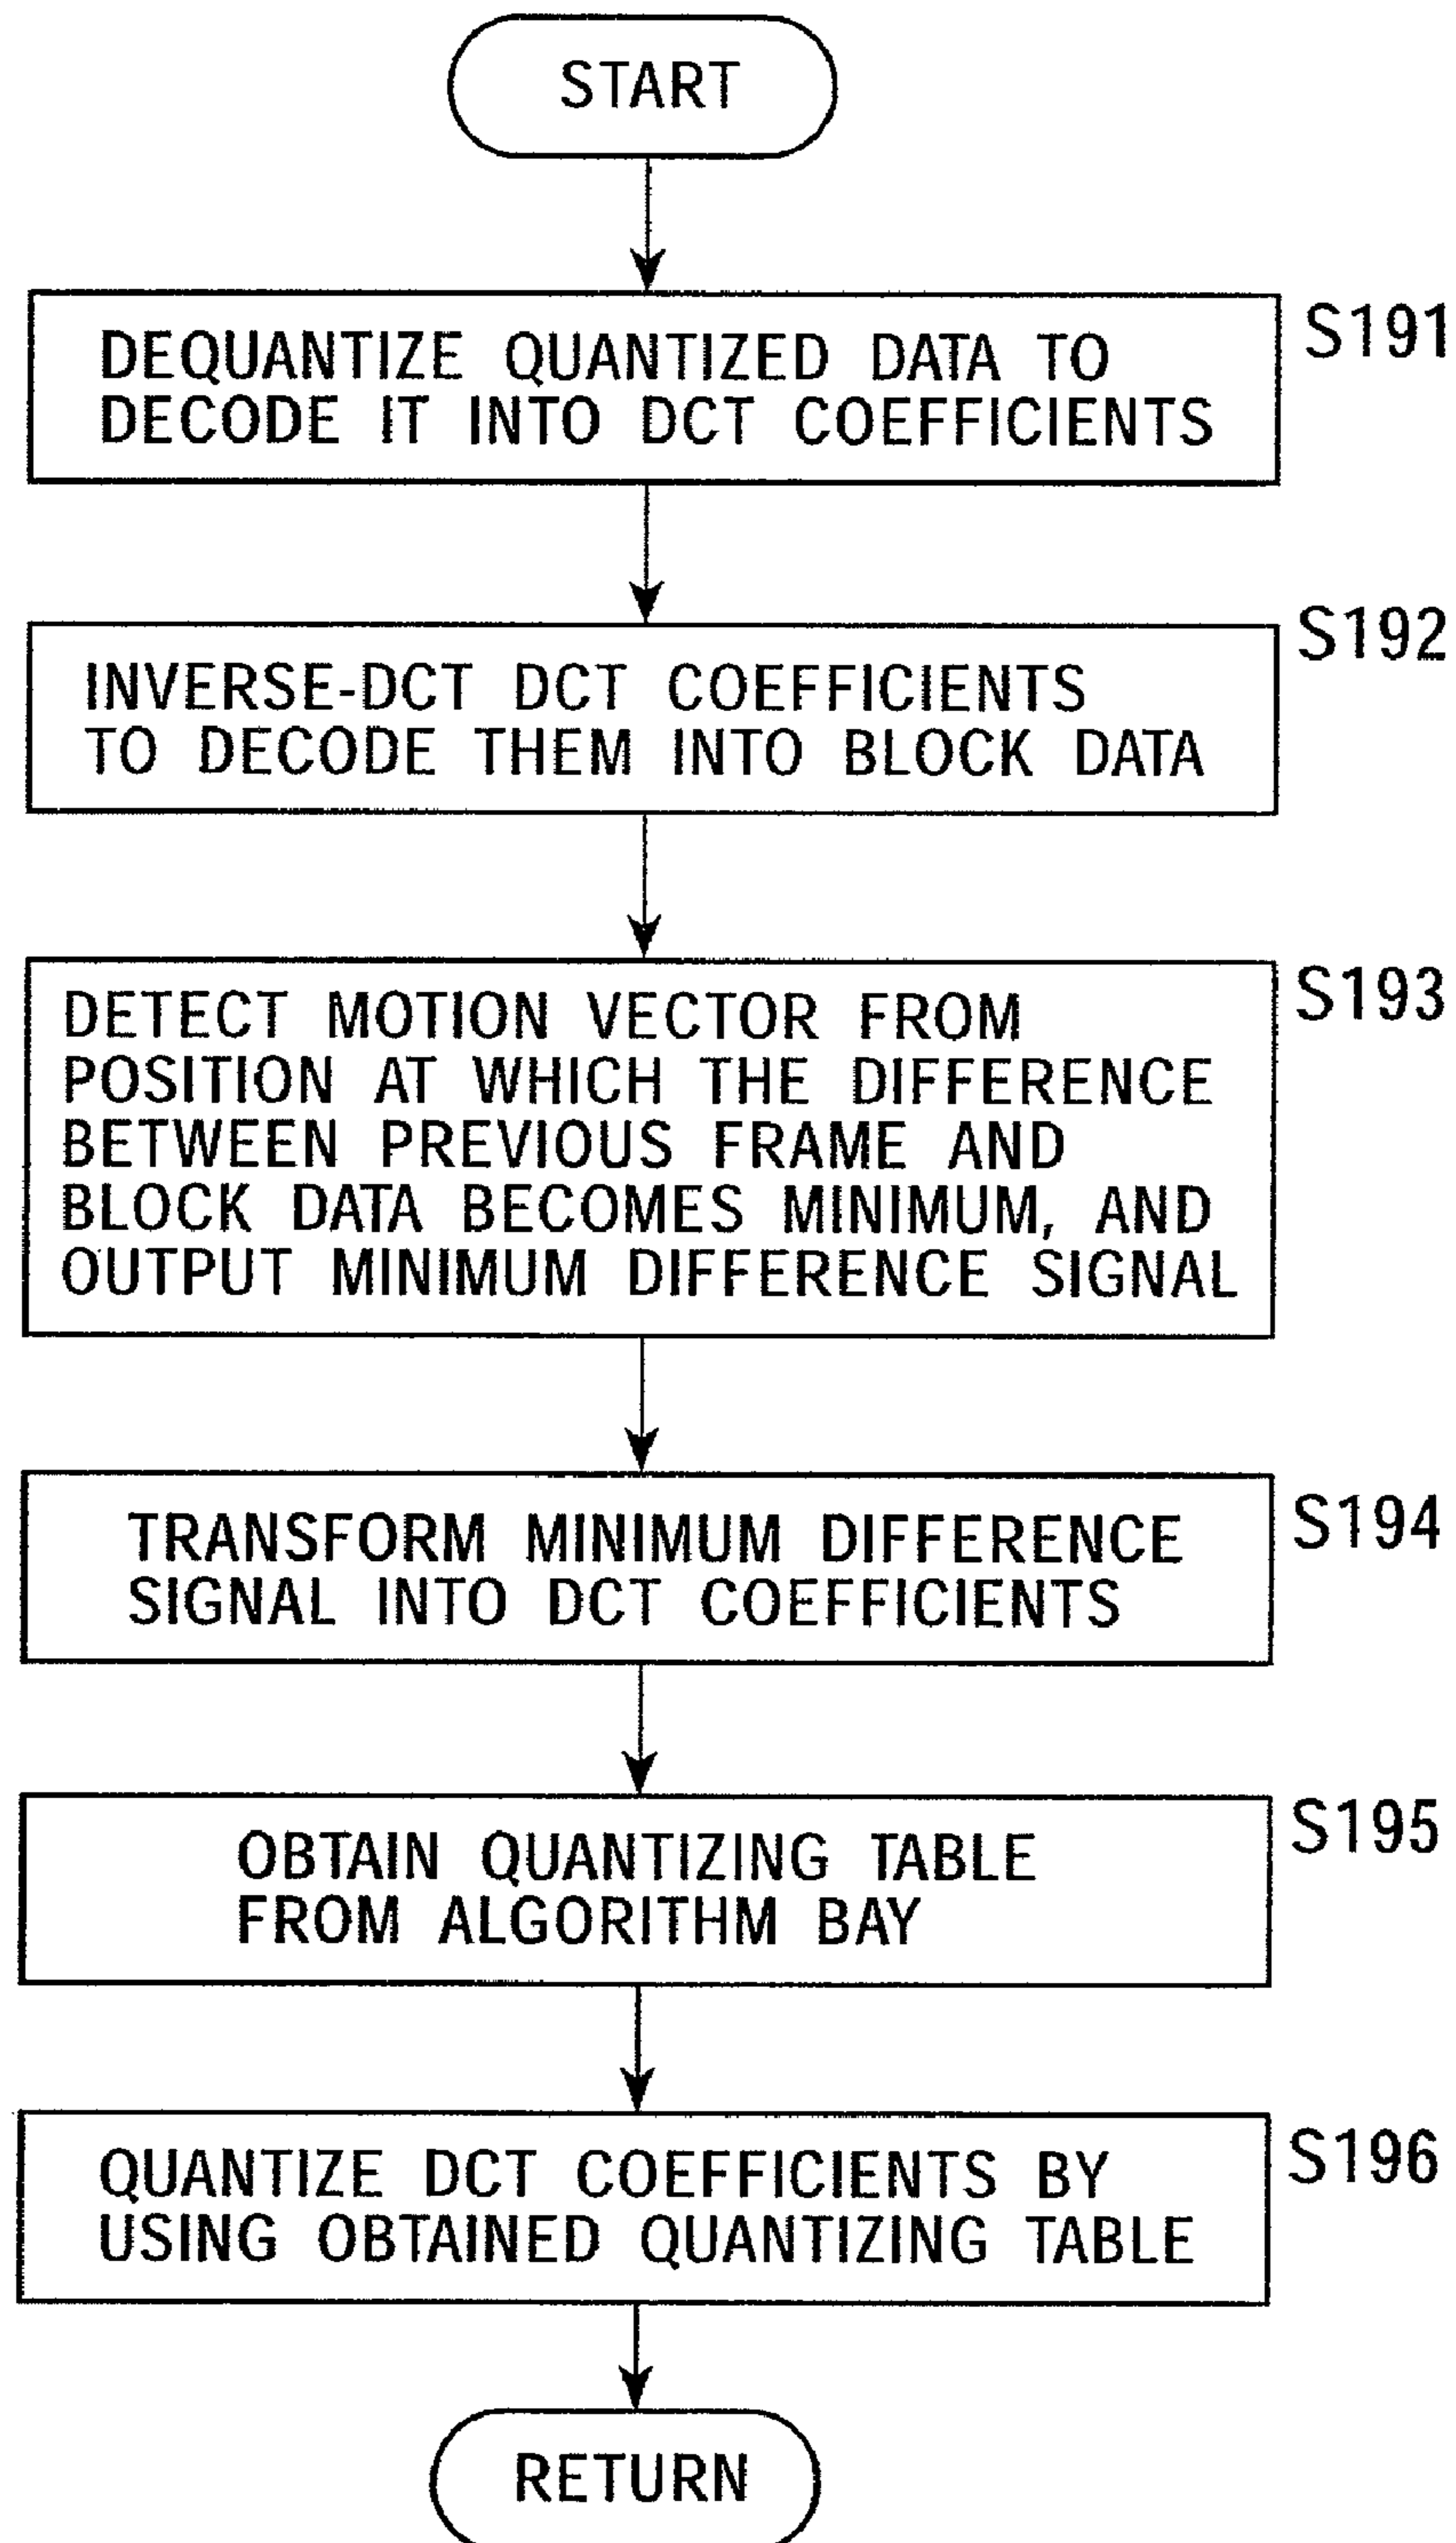 START
S191
DEQUANTIZE QUANTIZED DATA TO
DECODE IT INTO DCT COEFFICIENTS
S192
INVERSE-DCT DCT COEFFICIENTS
TO DECODE THEM INTO BLOCK DATA
S193
DETECT MOTION VECTOR FROM
POSITION AT WHICH THE DIFFERENCE
BETWEEN PREVIOUS FRAME AND
BLOCK DATA BECOMES MINIMUM, AND
OUTPUT MINIMUM DIFFERENCE SIGNAL
S194
TRANSFORM MINIMUM DIFFERENCE
SIGNAL INTO DCT COEFFICIENTS
S195
OBTAIN QUANTIZING TABLE
FROM ALGORITHM BAY
S196
QUANTIZE DCT COEFFICIENTS BY
USING OBTAINED QUANTIZING TABLE
RETURN